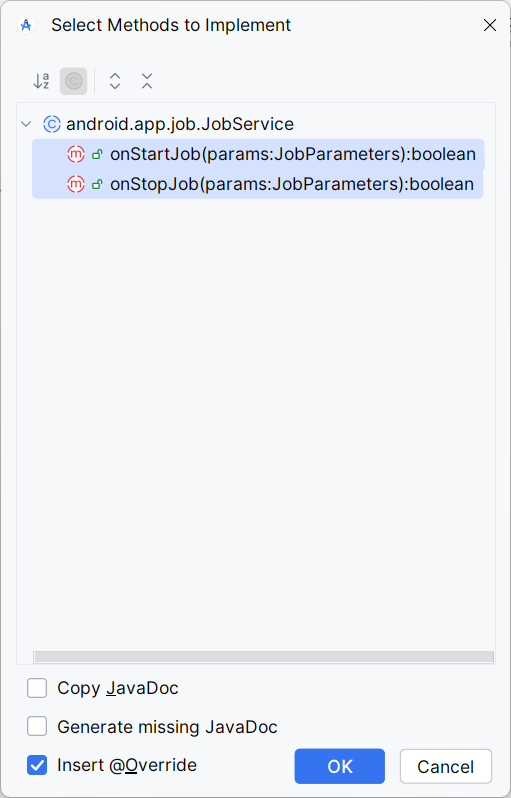 Select Methods to Implement
android.app.job.JobService
onStartJob(params:JobParameters):boolean
onStopJob(params:JobParameters):boolean
Copy JavaDoc
Generate missing JavaDoc
Insert @Override
OK
Cancel